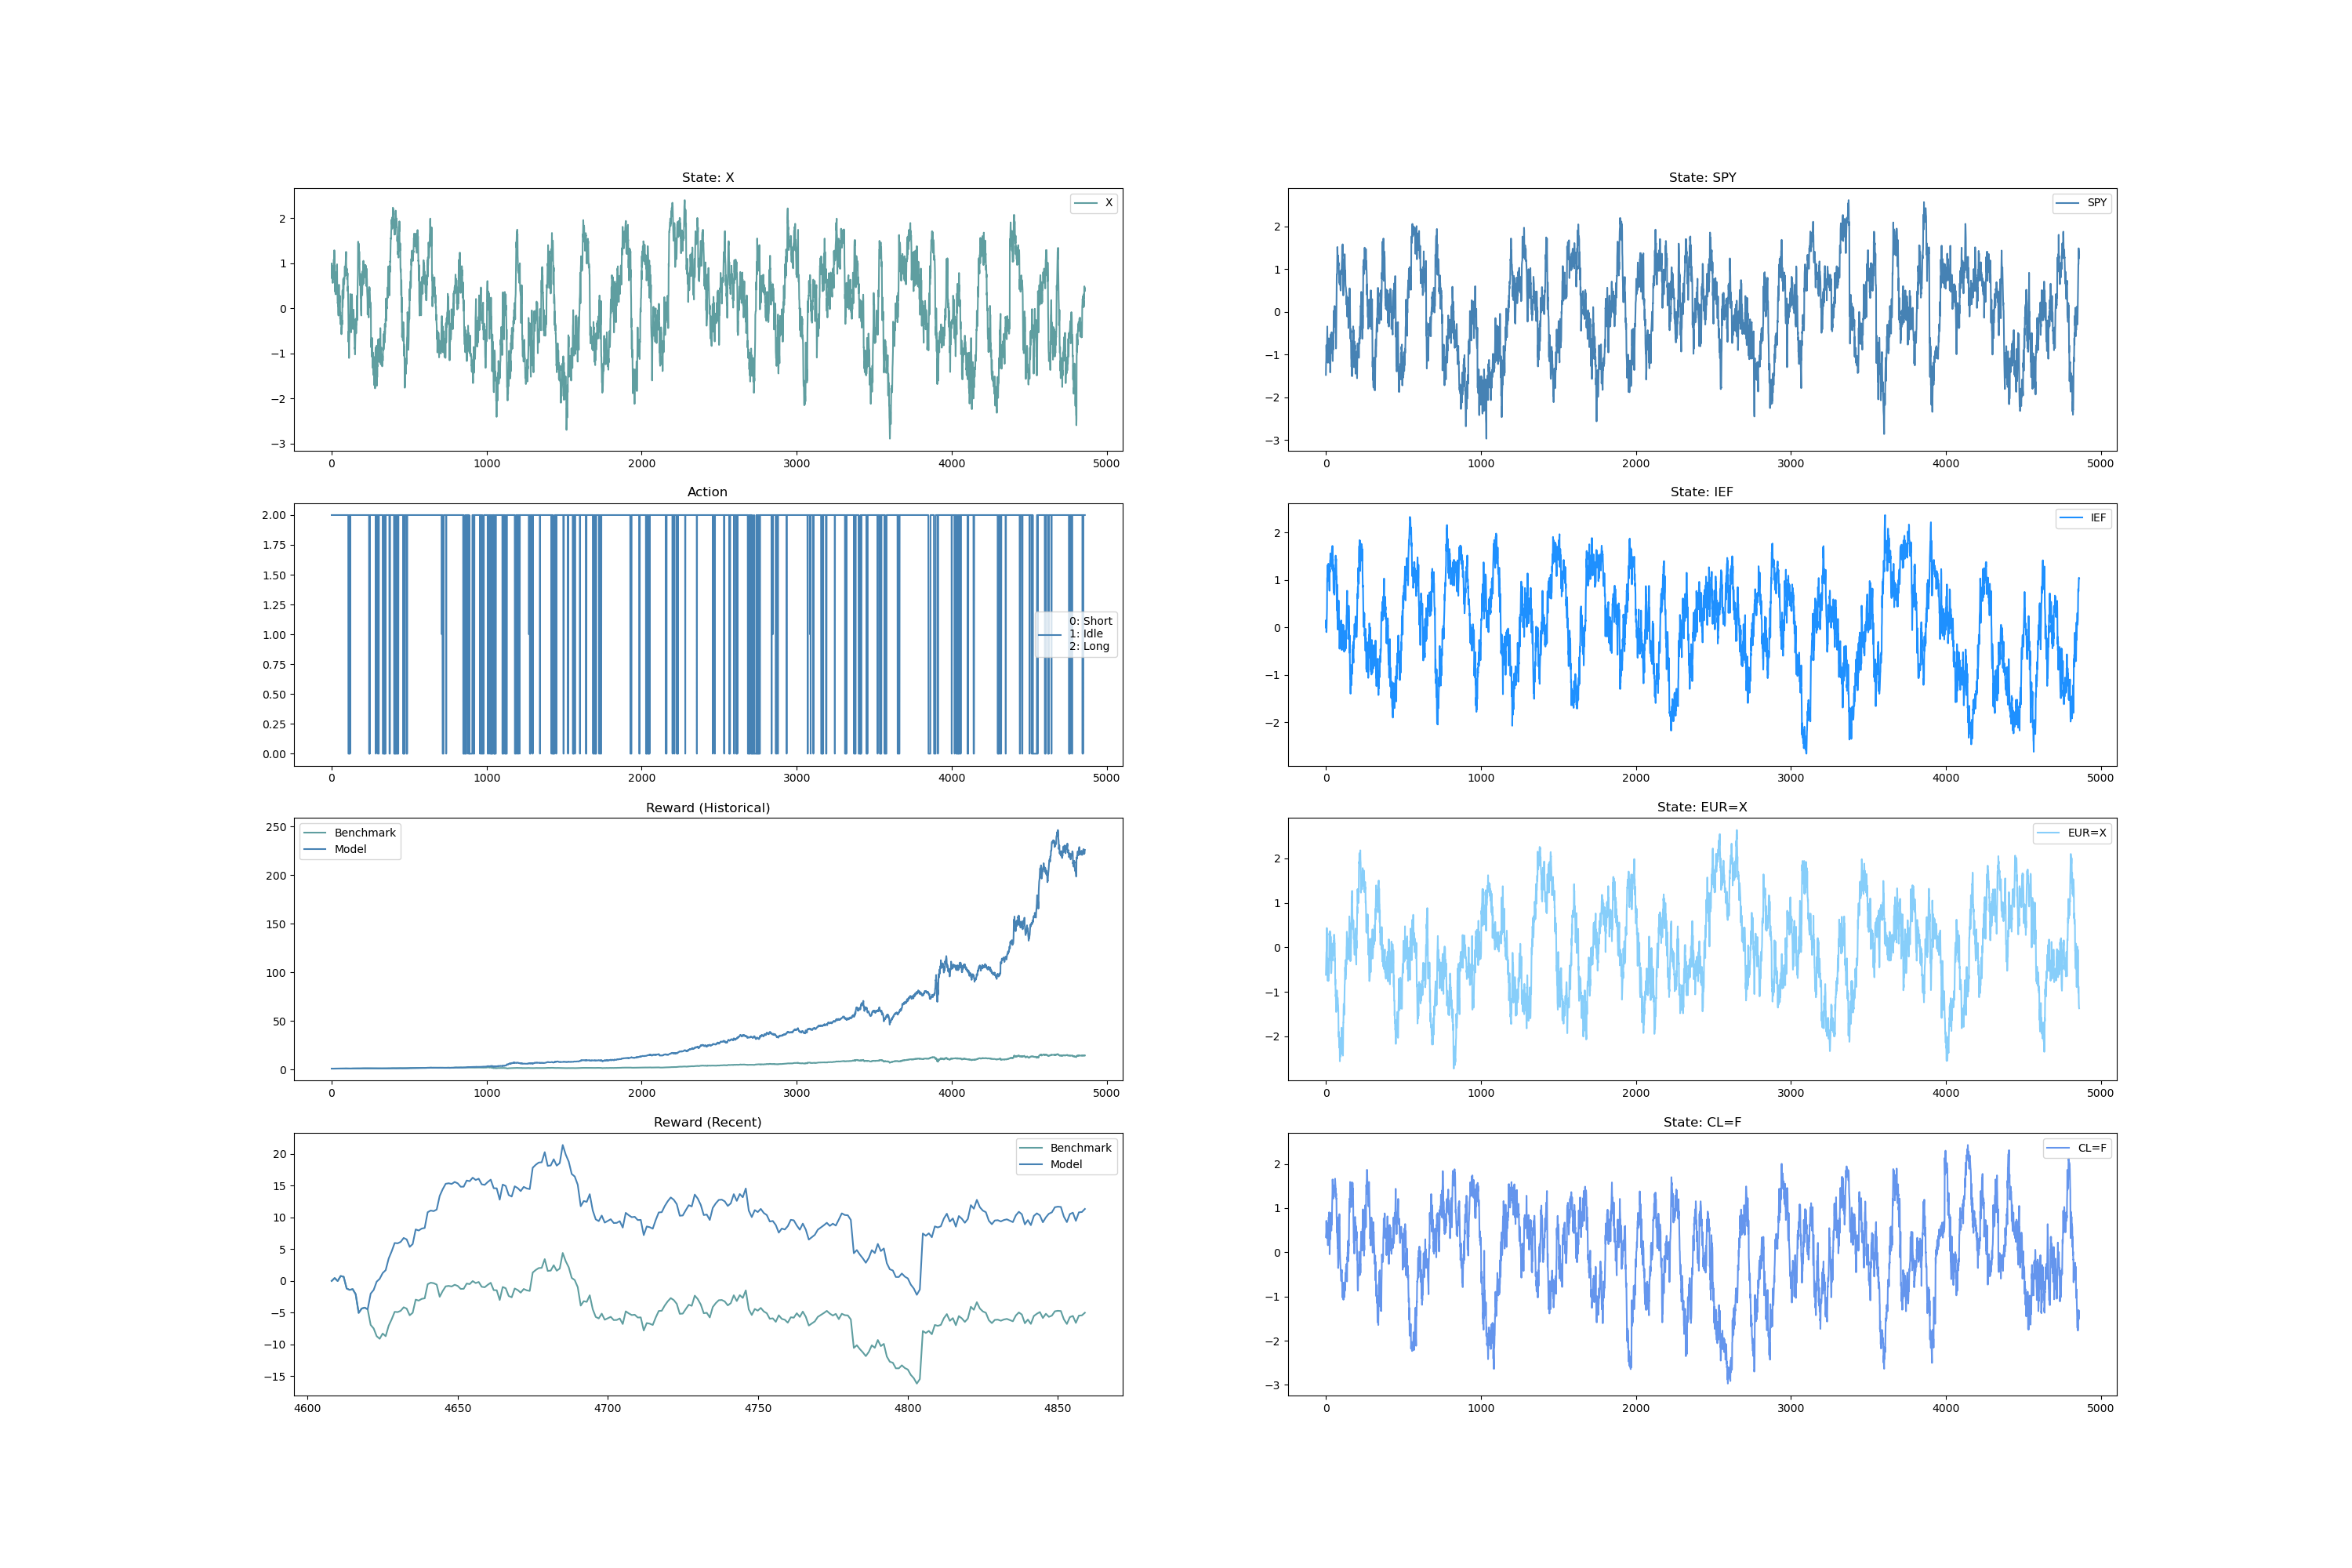 State: X
X
2
1
0
−1
−2
−3
0 1000 2000 3000 4000 5000
State: SPY
SPY
2
1
0
−1
−2
−3
0 1000 2000 3000 4000 5000
Action
2.00
1.75
1.50
1.25
1.00
0.75
0.50
0.25
0.00
0: Short
1: Idle
2: Long
0 1000 2000 3000 4000 5000
State: IEF
IEF
2
1
0
−1
−2
0 1000 2000 3000 4000 5000
Reward (Historical)
Benchmark
Model
250
200
150
100
50
0
0 1000 2000 3000 4000 5000
State: EUR=X
EUR=X
2
1
0
−1
−2
0 1000 2000 3000 4000 5000
Reward (Recent)
Benchmark
Model
20
15
10
5
0
−5
−10
−15
4600 4650 4700 4750 4800 4850
State: CL=F
CL=F
2
1
0
−1
−2
−3
0 1000 2000 3000 4000 5000